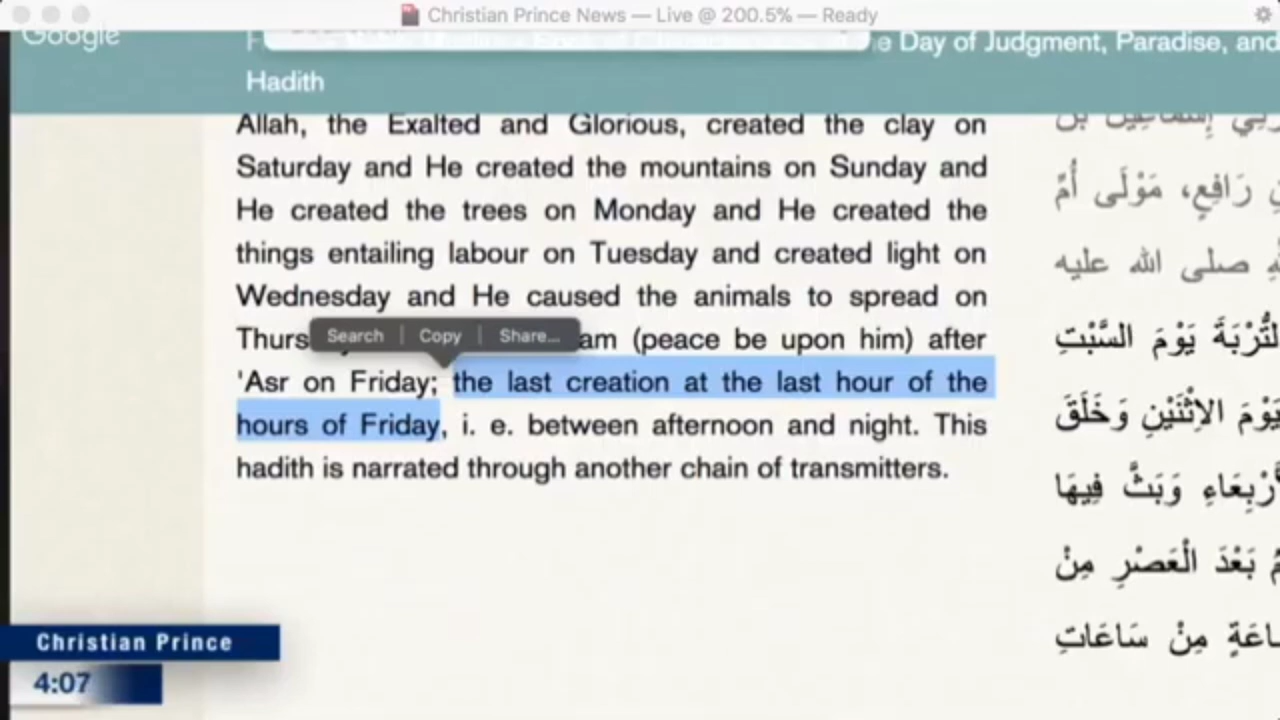 Christian Prince News — Live @ 200.5% — Ready
Google
Day of Judgment, Paradise, and
Hadith
Allah, the Exalted and Glorious, created the clay on
Saturday and He created the mountains on Sunday and
He created the trees on Monday and He created the
things entailing labour on Tuesday and created light on
Wednesday and He caused the animals to spread on
Search | Copy | Share...
Thurs am (peace be upon him) after
'Asr on Friday; the last creation at the last hour of the
hours of Friday, i. e. between afternoon and night. This
hadith is narrated through another chain of transmitters.
إِسْمَاعِيلُ بْنُ
رَافِعٍ، مَوْلَى أُمِّ
صلى الله عليه
التُّرْبَةَ يَوْمَ السَّبْتِ
يَوْمَ الاِثْنَيْنِ وَخَلَقَ
الأَرْبِعَاءِ وَبَثَّ فِيهَا
بَعْدَ الْعَصْرِ مِنْ
مِنْ سَاعَاتِ
Christian Prince
4:07